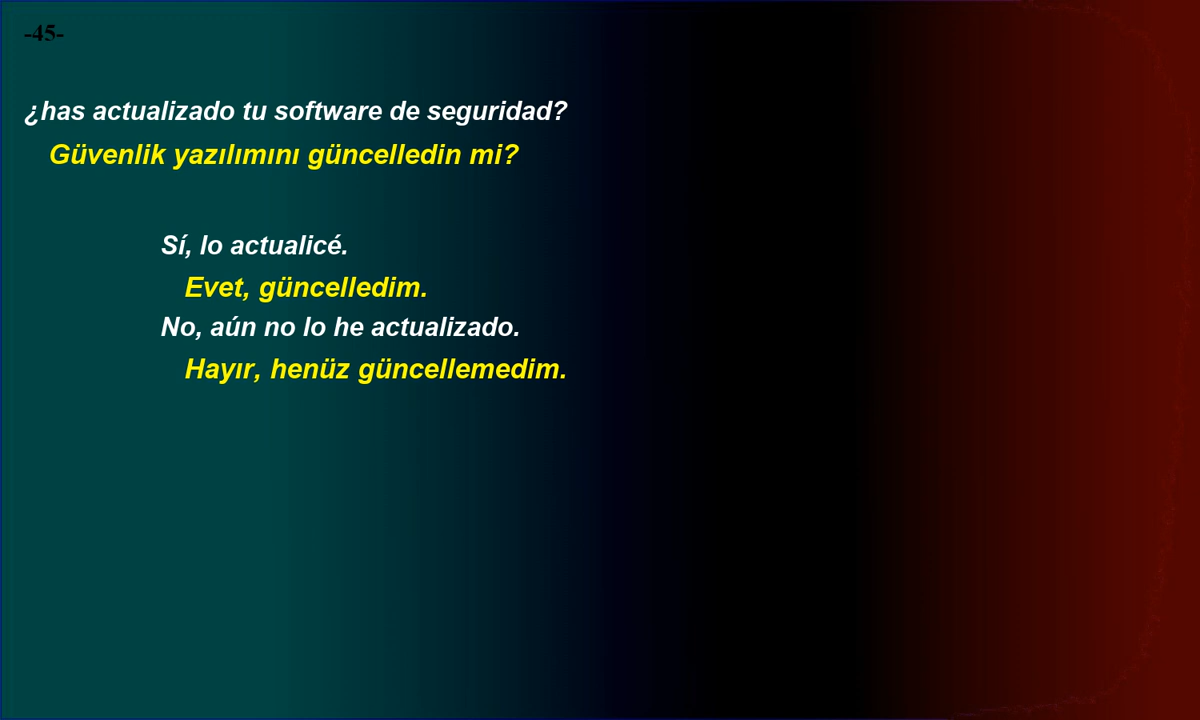 -45-
¿has actualizado tu software de seguridad?
Güvenlik yazılımını güncelledin mi?
Sí, lo actualicé.
Evet, güncelledim.
No, aún no lo he actualizado.
Hayır, henüz güncellemedim.